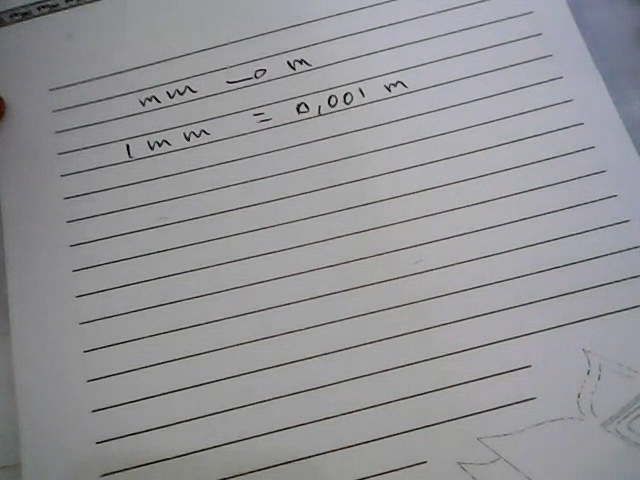 mm → m
1 mm = 0,001 m